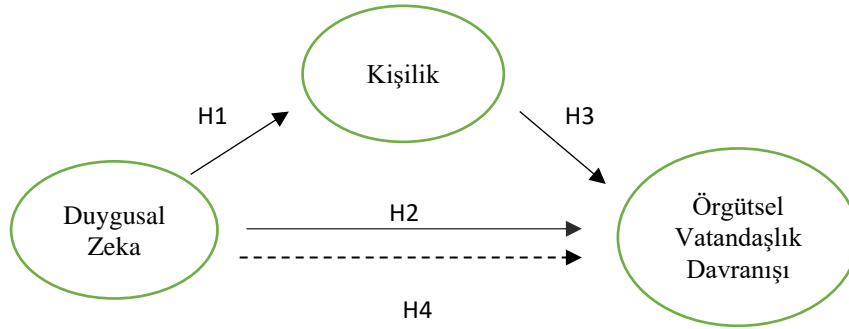 Kişilik
H1
H3
Duygusal
Zeka
H2
Örgütsel
Vatandaşlık
Davranışı
H4